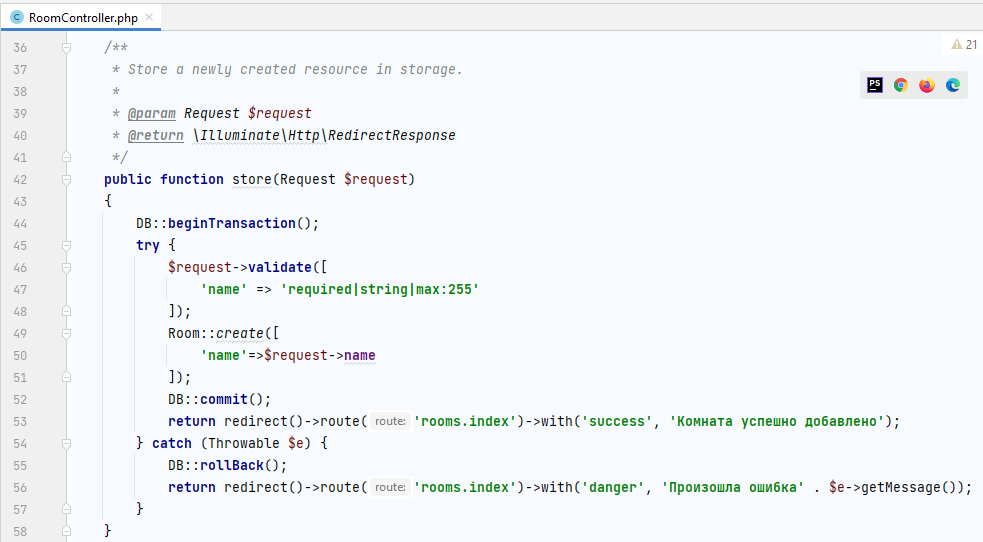 RoomController.php
21
36 /**
37 * Store a newly created resource in storage.
38 *
39 * @param Request $request
40 * @return \Illuminate\Http\RedirectResponse
41 */
42 public function store(Request $request)
43 {
44 DB::beginTransaction();
45 try {
46 $request->validate([
47 'name' => 'required|string|max:255'
48 ]);
49 Room::create([
50 'name'=>$request->name
51 ]);
52 DB::commit();
53 return redirect()->route( route: 'rooms.index')->with('success', 'Комната успешно добавлено');
54 } catch (Throwable $e) {
55 DB::rollBack();
56 return redirect()->route( route: 'rooms.index')->with('danger', 'Произошла ошибка' . $e->getMessage());
57 }
58 }
PS